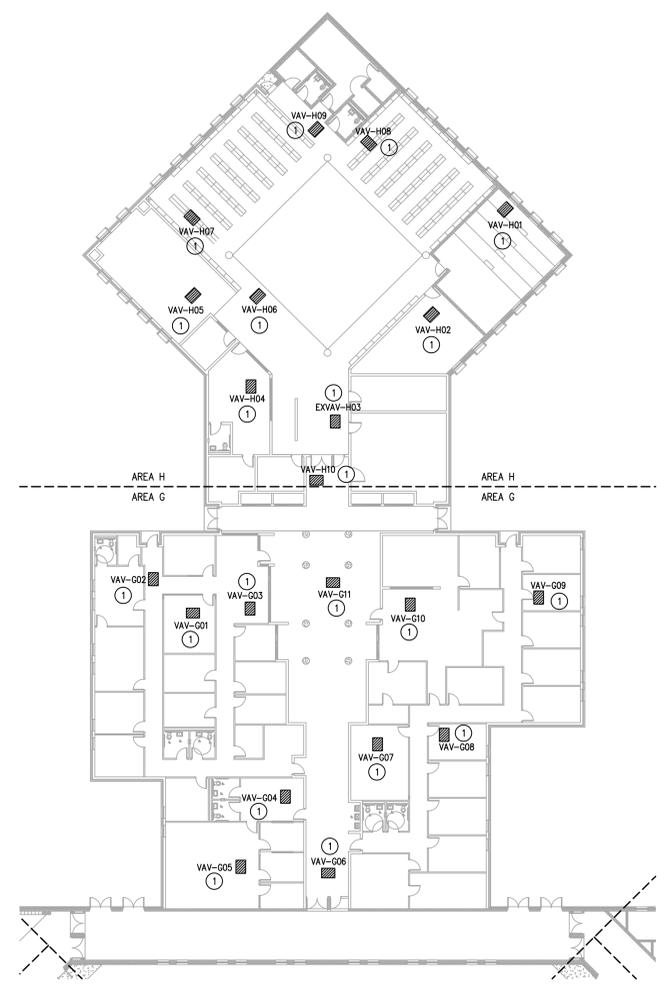 VAV-H09
1
VAV-H08
1
VAV-H01
1
VAV-H07
1
VAV-H05
1
VAV-H06
1
VAV-H02
1
VAV-H04
1
1
EXVAV-H03
VAV-H10
1
AREA H
AREA H
AREA G
AREA G
VAV-G02
1
1
VAV-G03
VAV-G11
1
VAV-G09
1
VAV-G01
1
VAV-G10
1
1
VAV-G08
VAV-G07
1
VAV-G04
1
1
VAV-G06
VAV-G05
1